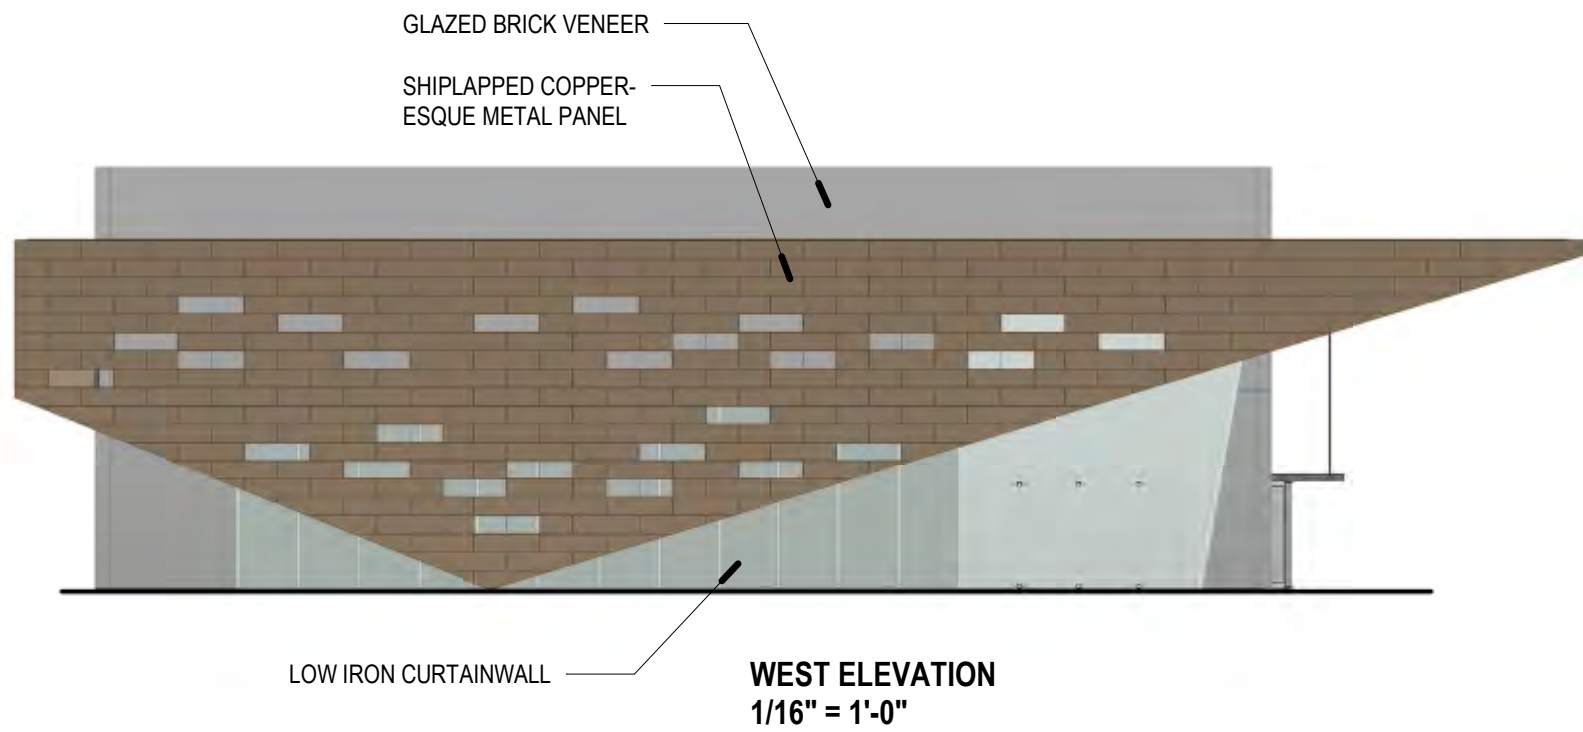 GLAZED BRICK VENEER
SHIPLAPPED COPPER-
ESQUE METAL PANEL
LOW IRON CURTAINWALL
WEST ELEVATION
1/16" = 1'-0"